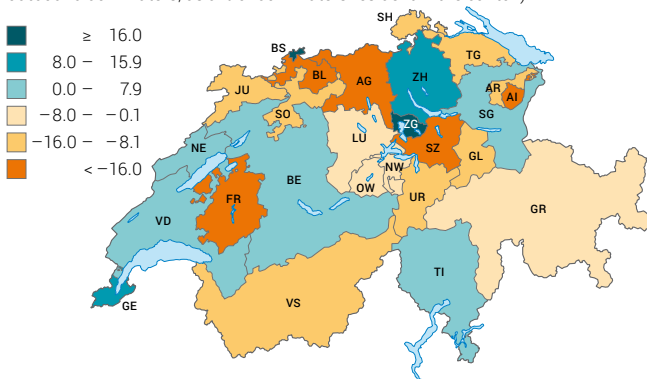 ≥ 16.0
8.0 – 15.9
0.0 – 7.9
−8.0 – −0.1
−16.0 – −8.1
< −16.0
SH
BS
BL
AG
ZH
TG
JU
SO
AR
AI
SG
ZG
LU
SZ
GL
NE
BE
NW
OW
UR
FR
GR
VD
TI
GE
VS